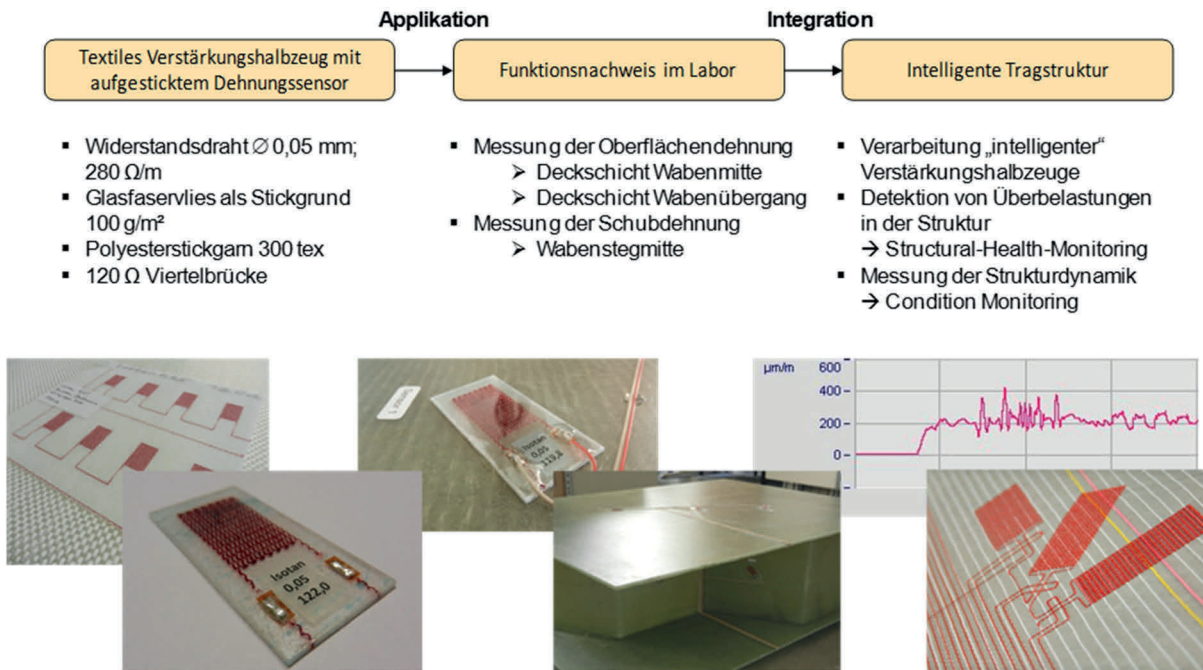 Applikation
Integration
Textiles Verstärkungshalbzeug mit
aufgesticktem Dehnungssensor
Funktionsnachweis im Labor
Intelligente Tragstruktur
▪ Widerstandsdraht ∅ 0,05 mm;
280 Ω/m
▪ Glasfaservlies als Stickgrund
100 g/m²
▪ Polyesterstickgarn 300 tex
▪ 120 Ω Viertelbrücke
▪ Messung der Oberflächendehnung
➢ Deckschicht Wabenmitte
➢ Deckschicht Wabenübergang
▪ Messung der Schubdehnung
➢ Wabenstegmitte
▪ Verarbeitung „intelligenter“
Verstärkungshalbzeuge
▪ Detektion von Überbelastungen
in der Struktur
→ Structural-Health-Monitoring
▪ Messung der Strukturdynamik
→ Condition Monitoring
µm/m
600
400
200
0
Isotan
0,05
113,8
Isotan
0,05
122,0